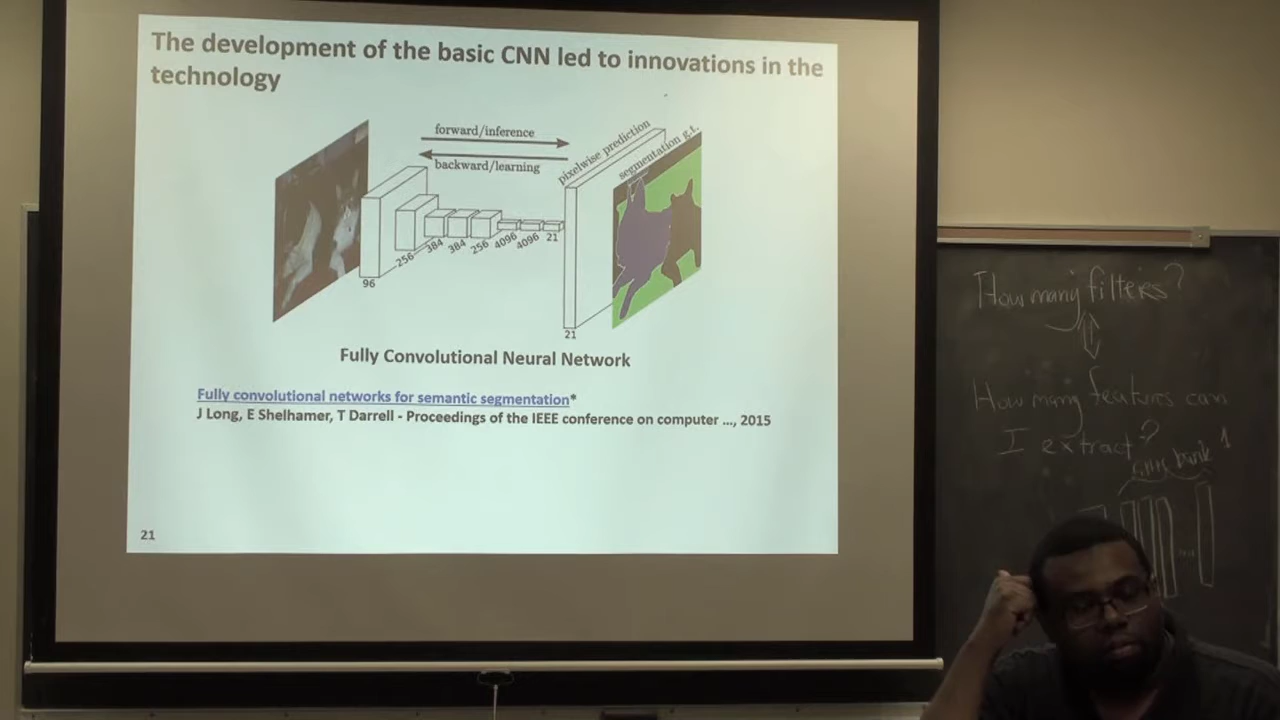 The development of the basic CNN led to innovations in the
technology
forward/inference
backward/learning
pixelwise prediction
segmentation g.t.
96
256
384
384
256
4096
4096
21
21
Fully Convolutional Neural Network
Fully convolutional networks for semantic segmentation*
J Long, E Shelhamer, T Darrell - Proceedings of the IEEE conference on computer ..., 2015
21
How many filters?
How many features can
I extract?
bank 1